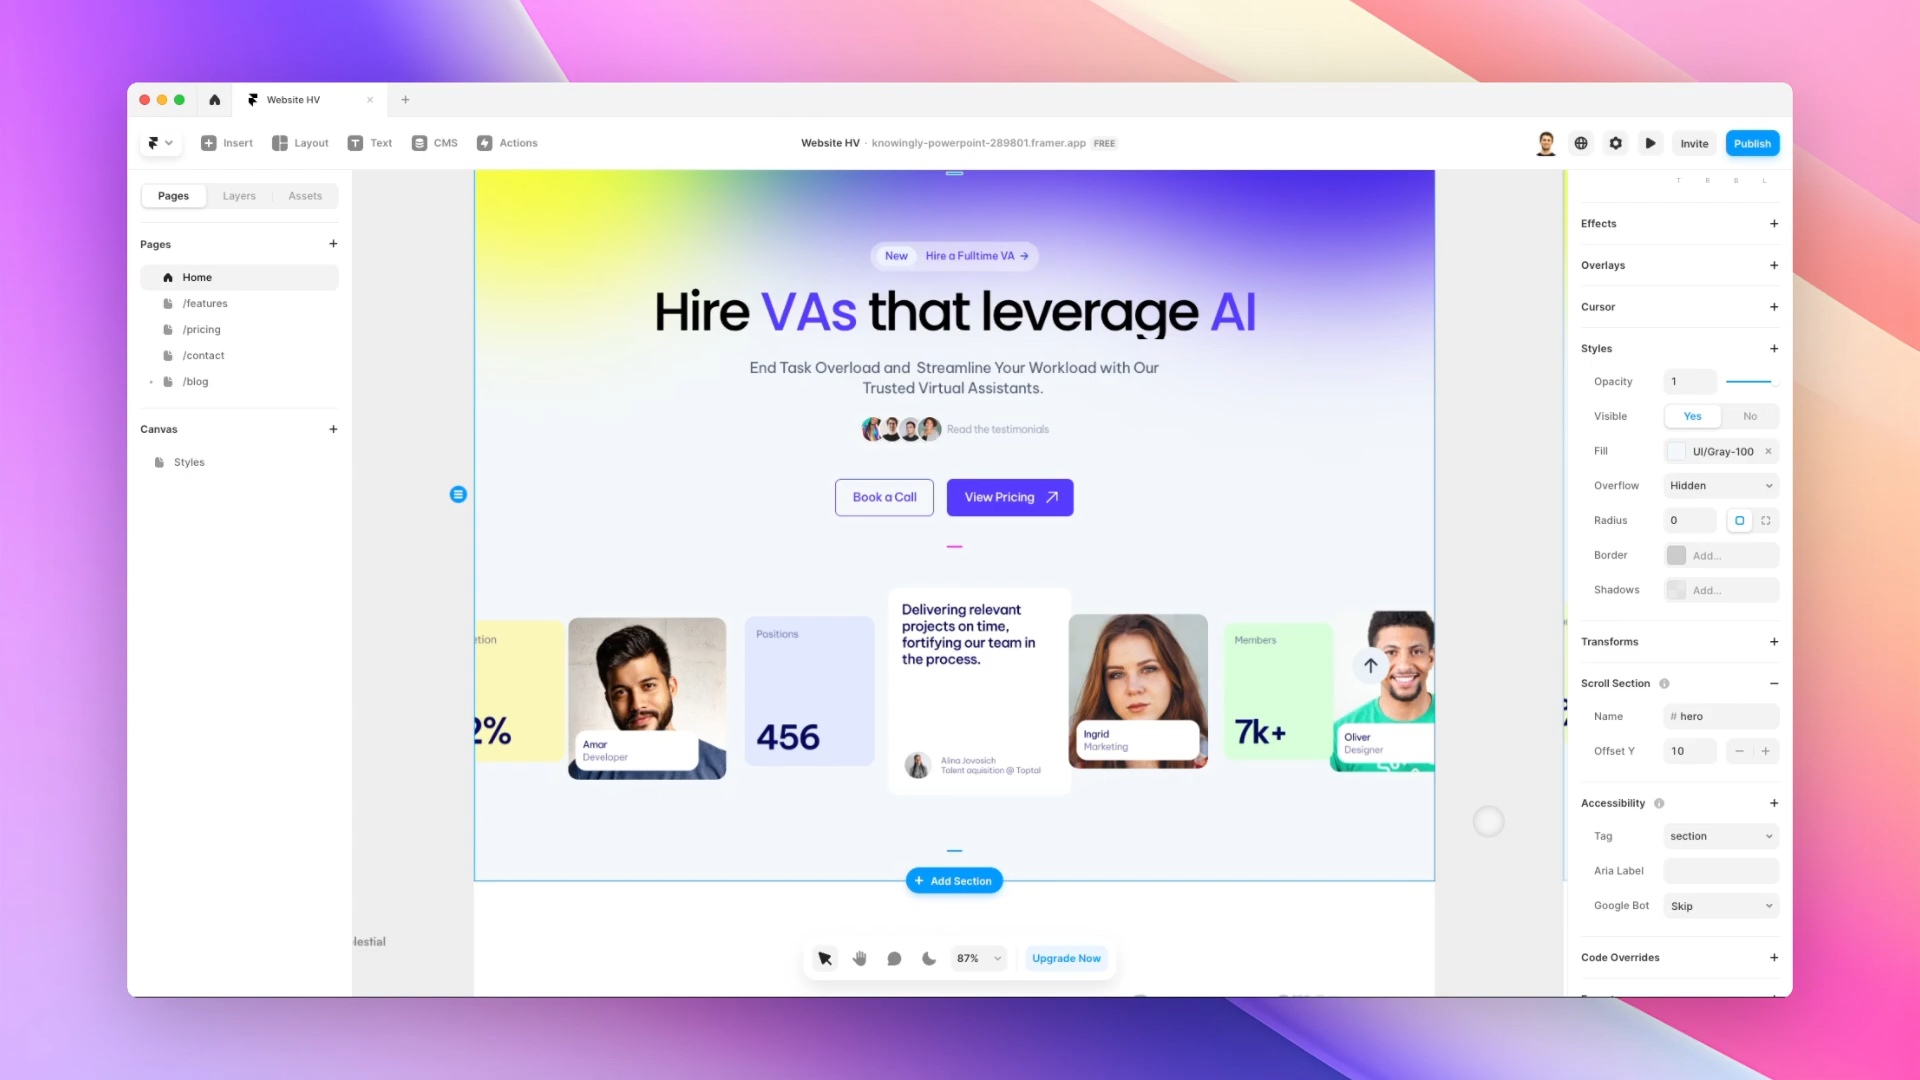 Website HV
Insert
Layout
Text
CMS
Actions
Website HV · knowingly-powerpoint-289801.framer.app FREE
Invite
Publish
Pages
Layers
Assets
T R B L
Pages
Home
/features
/pricing
/contact
/blog
Canvas
Styles
New Hire a Fulltime VA →
Hire VAs that leverage AI
End Task Overload and Streamline Your Workload with Our
Trusted Virtual Assistants.
Read the testimonials
Book a Call
View Pricing
2%
Amar
Developer
Positions
456
Delivering relevant
projects on time,
fortifying our team in
the process.
Alina Jovosich
Talent aquisition @ Toptal
Ingrid
Marketing
Members
7k+
Oliver
Designer
+ Add Section
lestial
87%
Upgrade Now
Effects
Overlays
Cursor
Styles
Opacity 1
Visible Yes No
Fill UI/Gray-100
Overflow Hidden
Radius 0
Border Add...
Shadows Add...
Transforms
Scroll Section
Name # hero
Offset Y 10
Accessibility
Tag section
Aria Label
Google Bot Skip
Code Overrides